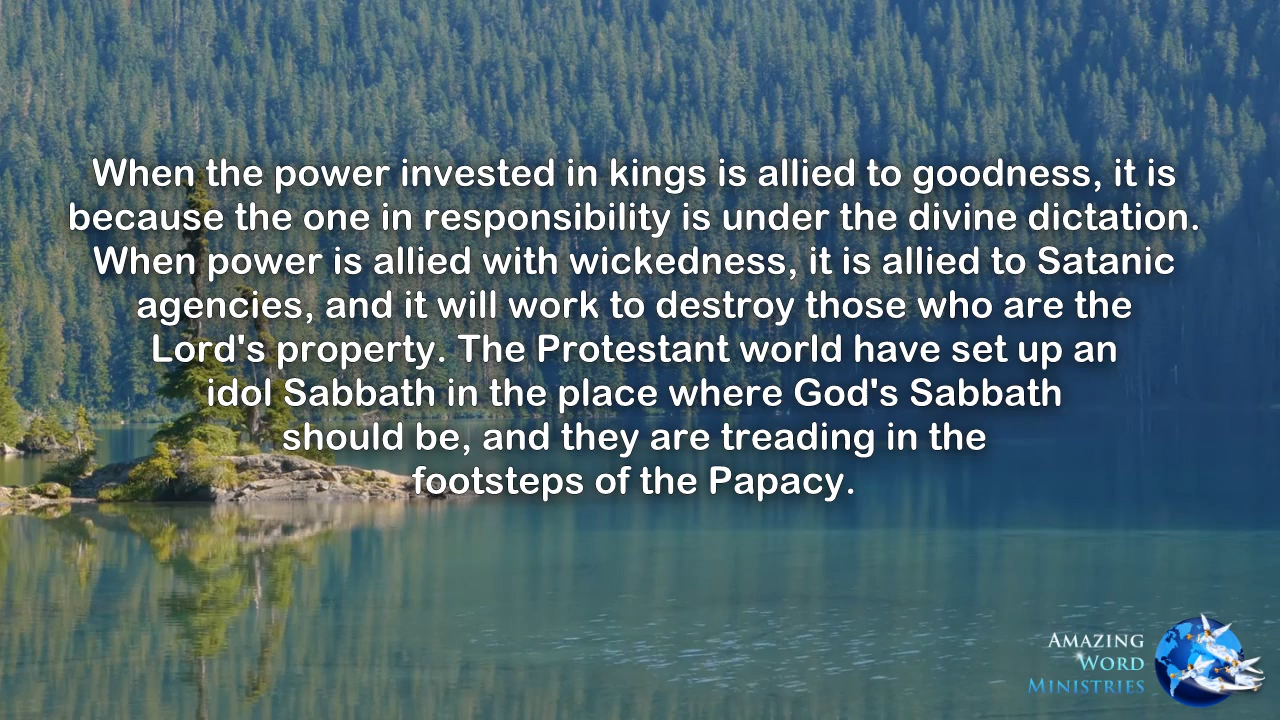 When the power invested in kings is allied to goodness, it is
because the one in responsibility is under the divine dictation.
When power is allied with wickedness, it is allied to Satanic
agencies, and it will work to destroy those who are the
Lord's property. The Protestant world have set up an
idol Sabbath in the place where God's Sabbath
should be, and they are treading in the
footsteps of the Papacy.
Amazing
Word
Ministries